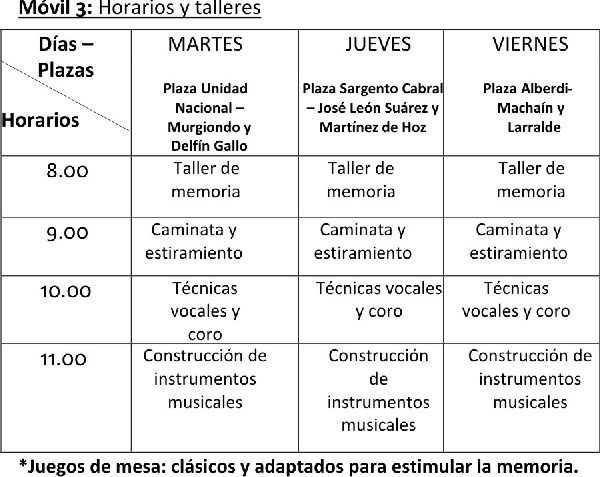 Móvil 3: Horarios y talleres
Días –
Plazas
Horarios
MARTES
Plaza Unidad
Nacional –
Murgiondo y
Delfín Gallo
JUEVES
Plaza Sargento Cabral
– José León Suárez y
Martínez de Hoz
VIERNES
Plaza Alberdi-
Machaín y
Larralde
8.00
Taller de
memoria
Taller de
memoria
Taller de
memoria
9.00
Caminata y
estiramiento
Caminata y
estiramiento
Caminata y
estiramiento
10.00
Técnicas
vocales y
coro
Técnicas vocales
y coro
Técnicas
vocales y coro
11.00
Construcción de
instrumentos
musicales
Construcción
de
instrumentos
musicales
Construcción de
instrumentos
musicales
*Juegos de mesa: clásicos y adaptados para estimular la memoria.